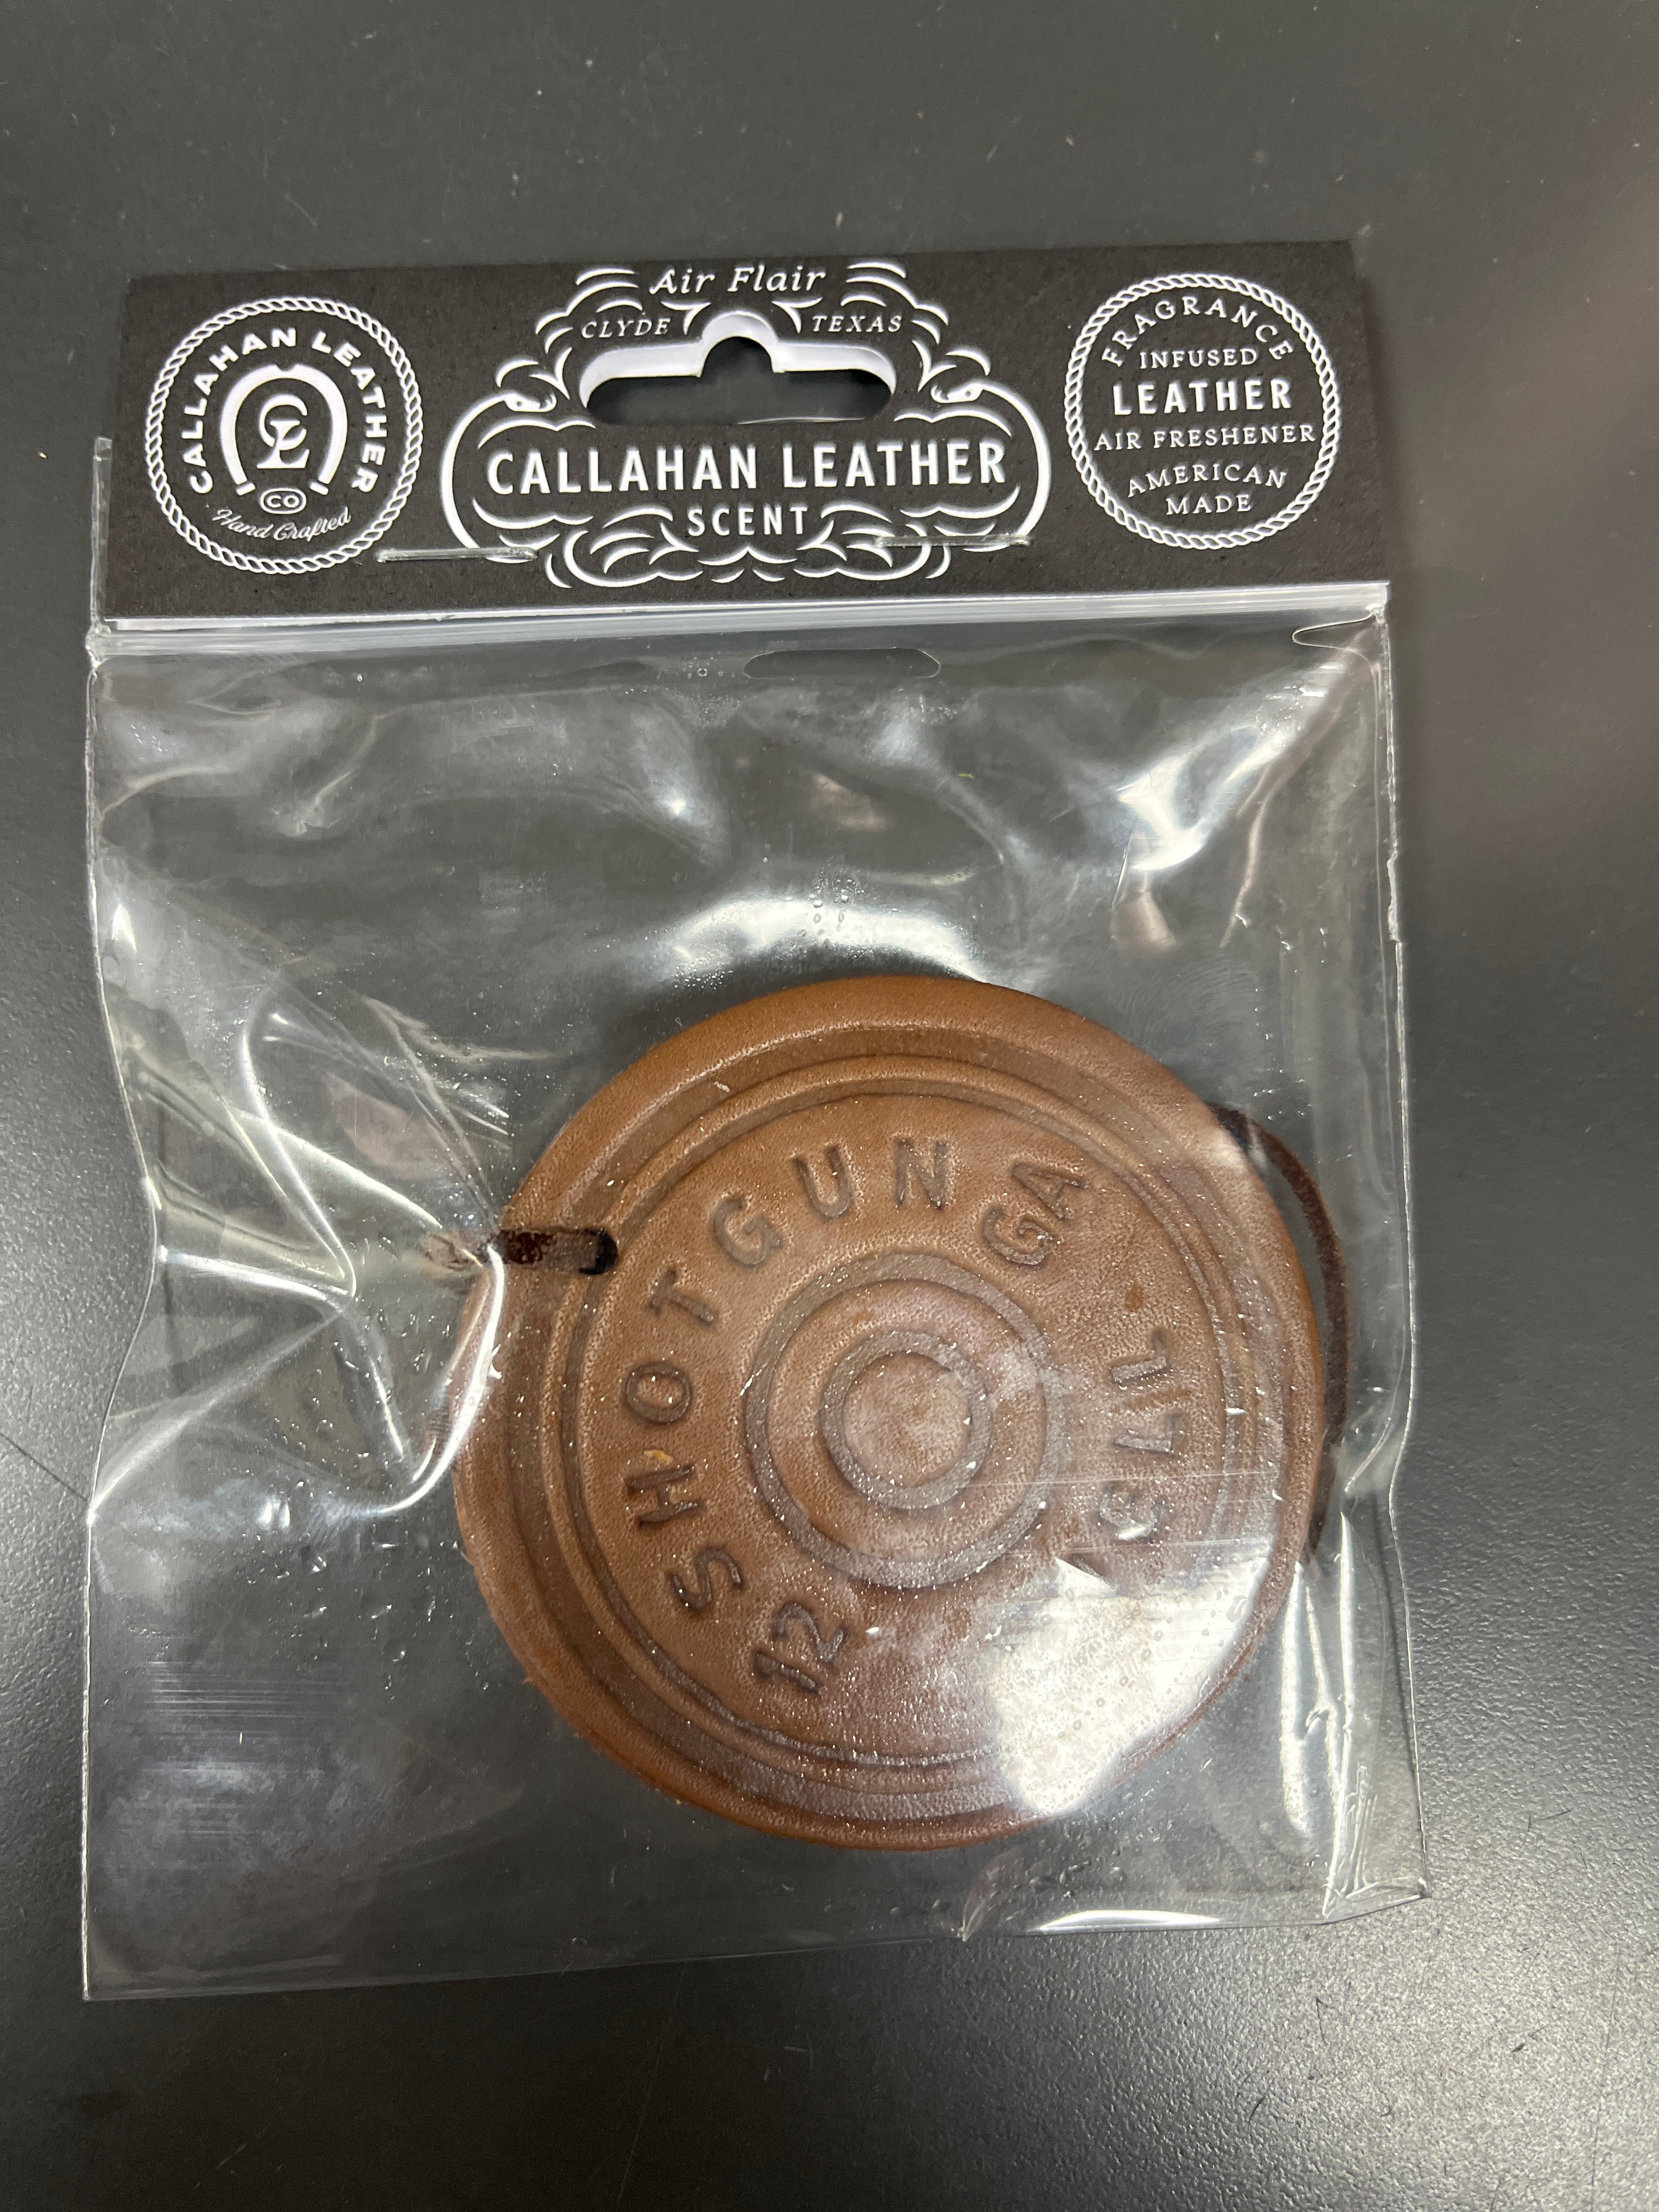 CALLAHAN LEATHER
CL
CO
Hand Crafted
Air Flair
CLYDE TEXAS
CALLAHAN LEATHER
SCENT
FRAGRANCE
INFUSED
LEATHER
AIR FRESHENER
AMERICAN
MADE
12 SHOTGUN GA
CLL